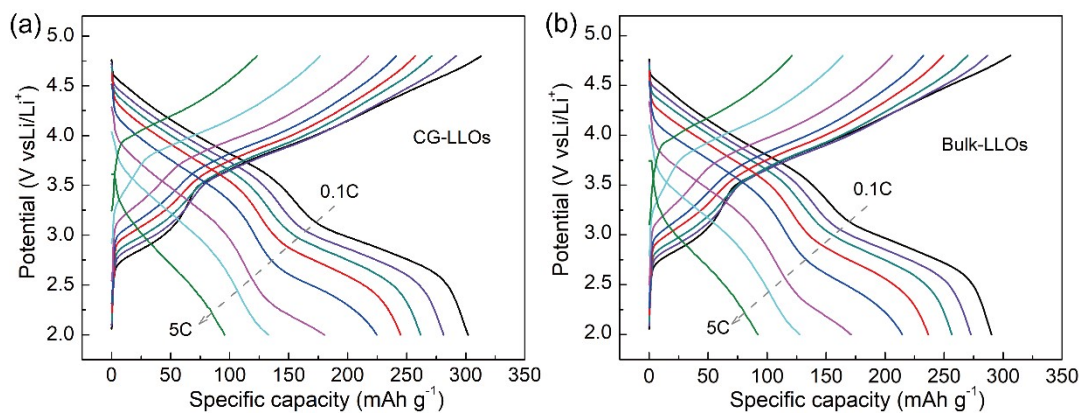 (a)
5.0
4.5
4.0
3.5
3.0
2.5
2.0
Potential (V vsLi/Li⁺)
CG-LLOs
0.1C
5C
0 50 100 150 200 250 300 350
Specific capacity (mAh g⁻¹)
(b)
5.0
4.5
4.0
3.5
3.0
2.5
2.0
Potential (V vsLi/Li⁺)
Bulk-LLOs
0.1C
5C
0 50 100 150 200 250 300 350
Specific capacity (mAh g⁻¹)